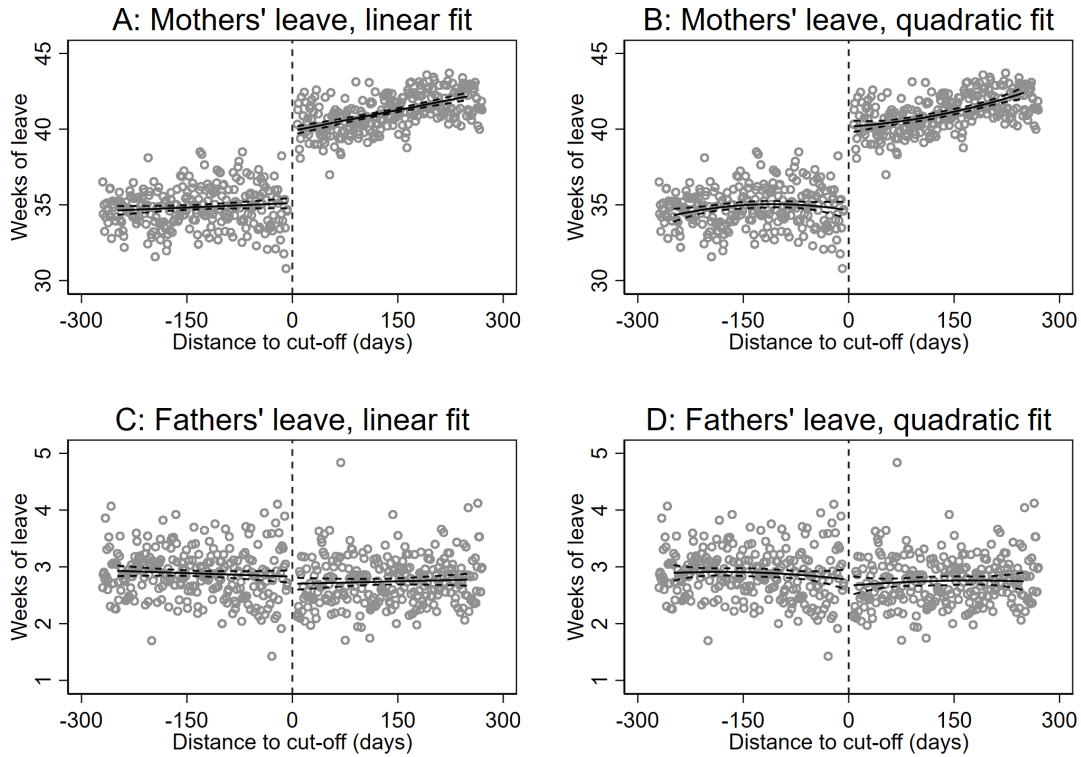 A: Mothers' leave, linear fit
Weeks of leave
45
40
35
30
-300 -150 0 150 300
Distance to cut-off (days)
B: Mothers' leave, quadratic fit
Weeks of leave
45
40
35
30
-300 -150 0 150 300
Distance to cut-off (days)
C: Fathers' leave, linear fit
Weeks of leave
5
4
3
2
1
-300 -150 0 150 300
Distance to cut-off (days)
D: Fathers' leave, quadratic fit
Weeks of leave
5
4
3
2
1
-300 -150 0 150 300
Distance to cut-off (days)